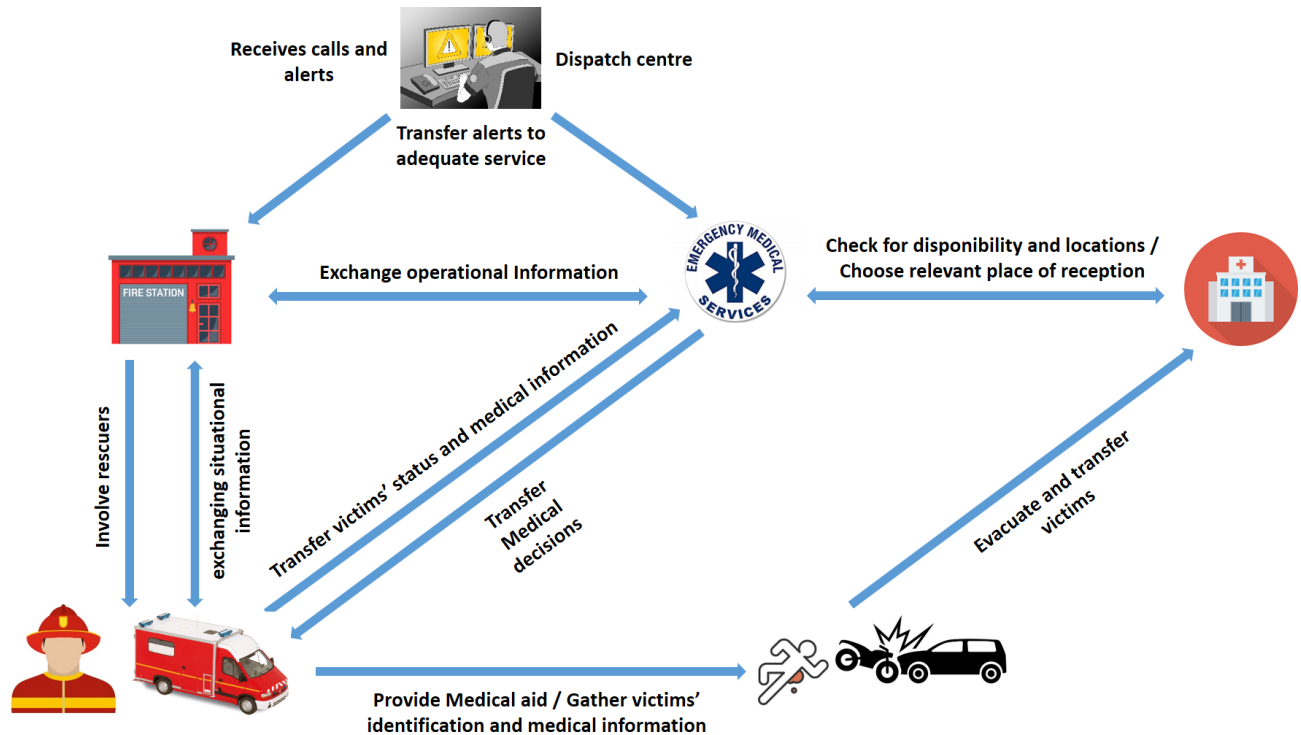 Receives calls and
alerts
Dispatch centre
Transfer alerts to
adequate service
FIRE STATION
Exchange operational Information
EMERGENCY MEDICAL
SERVICES
Check for disponibility and locations /
Choose relevant place of reception
Involve rescuers
exchanging situational
information
Transfer victims' status and medical information
Transfer
Medical
decisions
Evacuate and transfer
victims
Provide Medical aid / Gather victims'
identification and medical information